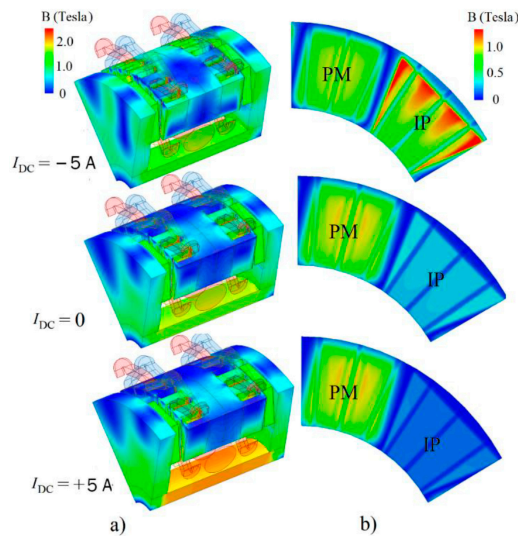 B (Tesla)
2.0
1.0
0
B (Tesla)
1.0
0.5
0
PM
IP
I_DC = −5 A
PM
IP
I_DC = 0
PM
IP
I_DC = +5 A
a)
b)